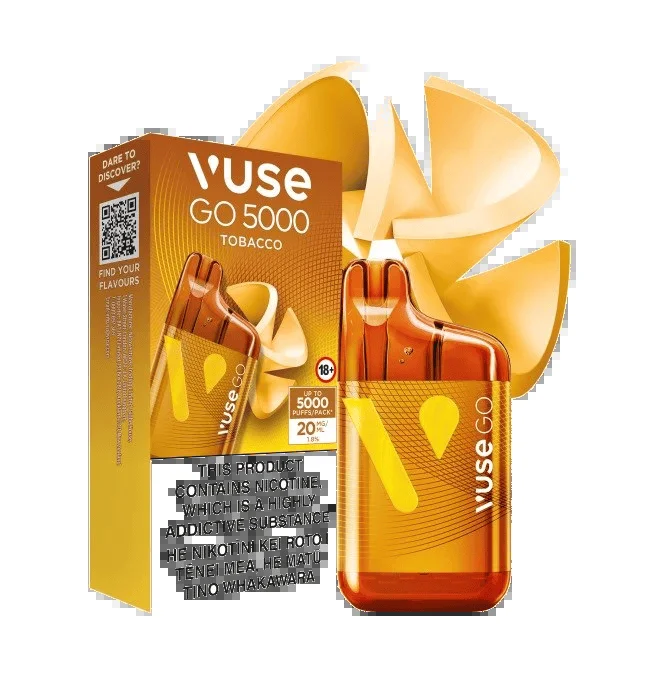 DARE TO
DISCOVER?
FIND YOUR
FLAVOURS
VUSE
GO 5000
TOBACCO
VUSE GO
18+
UP TO
5000
PUFFS/PACK*
20 MG/
ML
1.8%
THIS PRODUCT
CONTAINS NICOTINE,
WHICH IS A HIGHLY
ADDICTIVE SUBSTANCE
HE NIKOTINI KEI ROTO I
TĒNEI MEA, HE MATŪ
TINO WHAKAWARA
VUSE GO